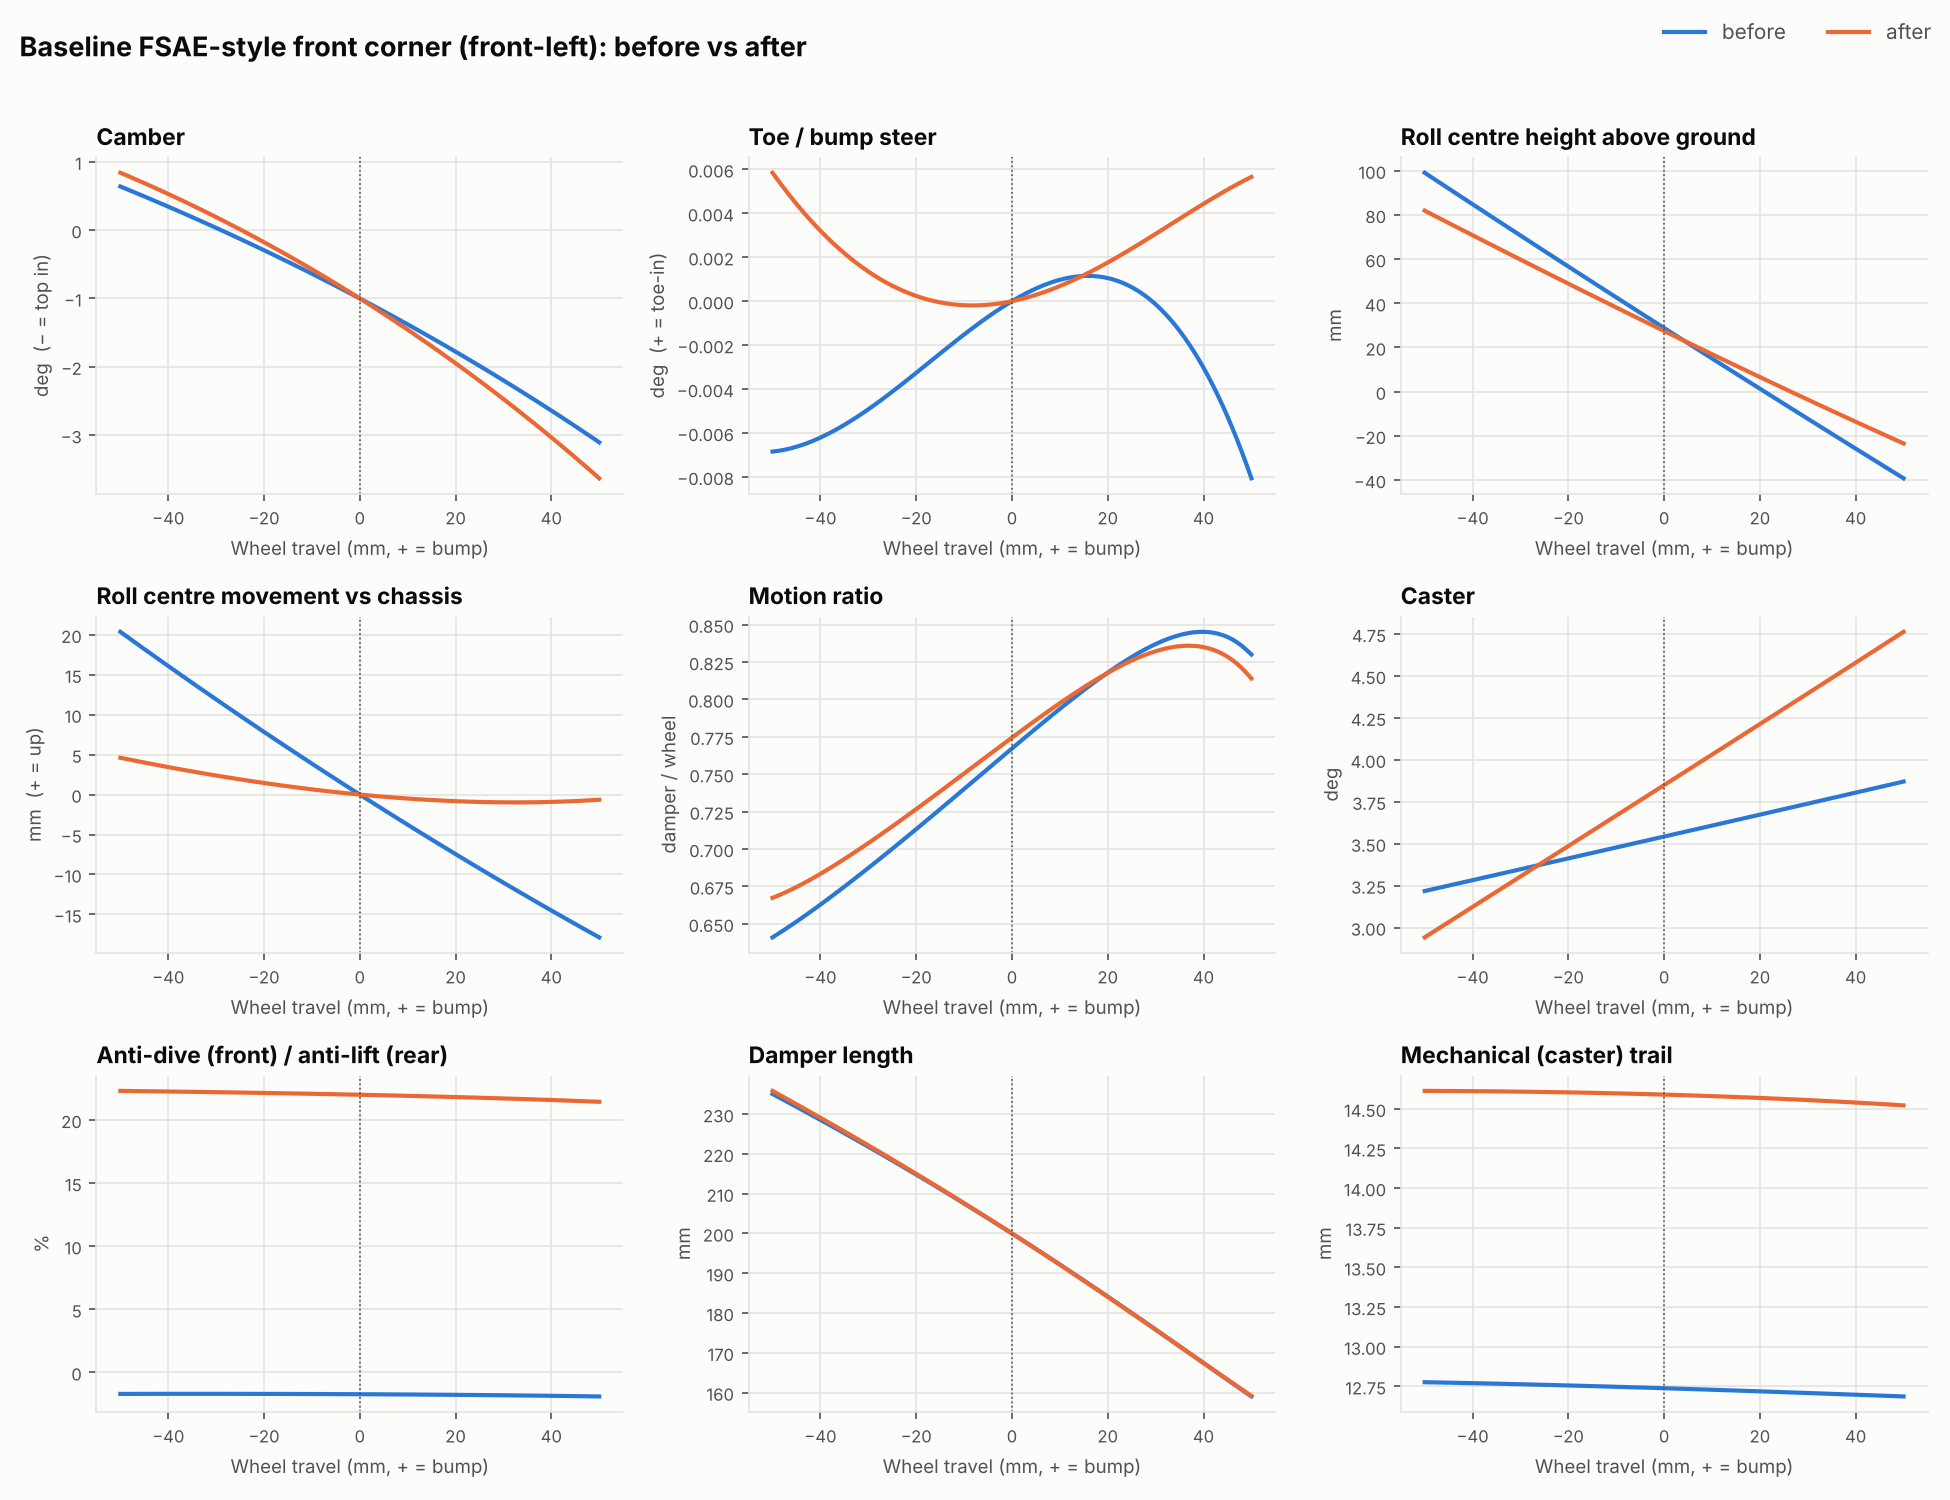 Baseline FSAE-style front corner (front-left): before vs after
before
after
Camber
deg (− = top in)
1
0
−1
−2
−3
−40 −20 0 20 40
Wheel travel (mm, + = bump)
Toe / bump steer
deg (+ = toe-in)
0.006
0.004
0.002
0.000
−0.002
−0.004
−0.006
−0.008
−40 −20 0 20 40
Wheel travel (mm, + = bump)
Roll centre height above ground
mm
100
80
60
40
20
0
−20
−40
−40 −20 0 20 40
Wheel travel (mm, + = bump)
Roll centre movement vs chassis
mm (+ = up)
20
15
10
5
0
−5
−10
−15
−40 −20 0 20 40
Wheel travel (mm, + = bump)
Motion ratio
damper / wheel
0.850
0.825
0.800
0.775
0.750
0.725
0.700
0.675
0.650
−40 −20 0 20 40
Wheel travel (mm, + = bump)
Caster
deg
4.75
4.50
4.25
4.00
3.75
3.50
3.25
3.00
−40 −20 0 20 40
Wheel travel (mm, + = bump)
Anti-dive (front) / anti-lift (rear)
%
20
15
10
5
0
−40 −20 0 20 40
Wheel travel (mm, + = bump)
Damper length
mm
230
220
210
200
190
180
170
160
−40 −20 0 20 40
Wheel travel (mm, + = bump)
Mechanical (caster) trail
mm
14.50
14.25
14.00
13.75
13.50
13.25
13.00
12.75
−40 −20 0 20 40
Wheel travel (mm, + = bump)